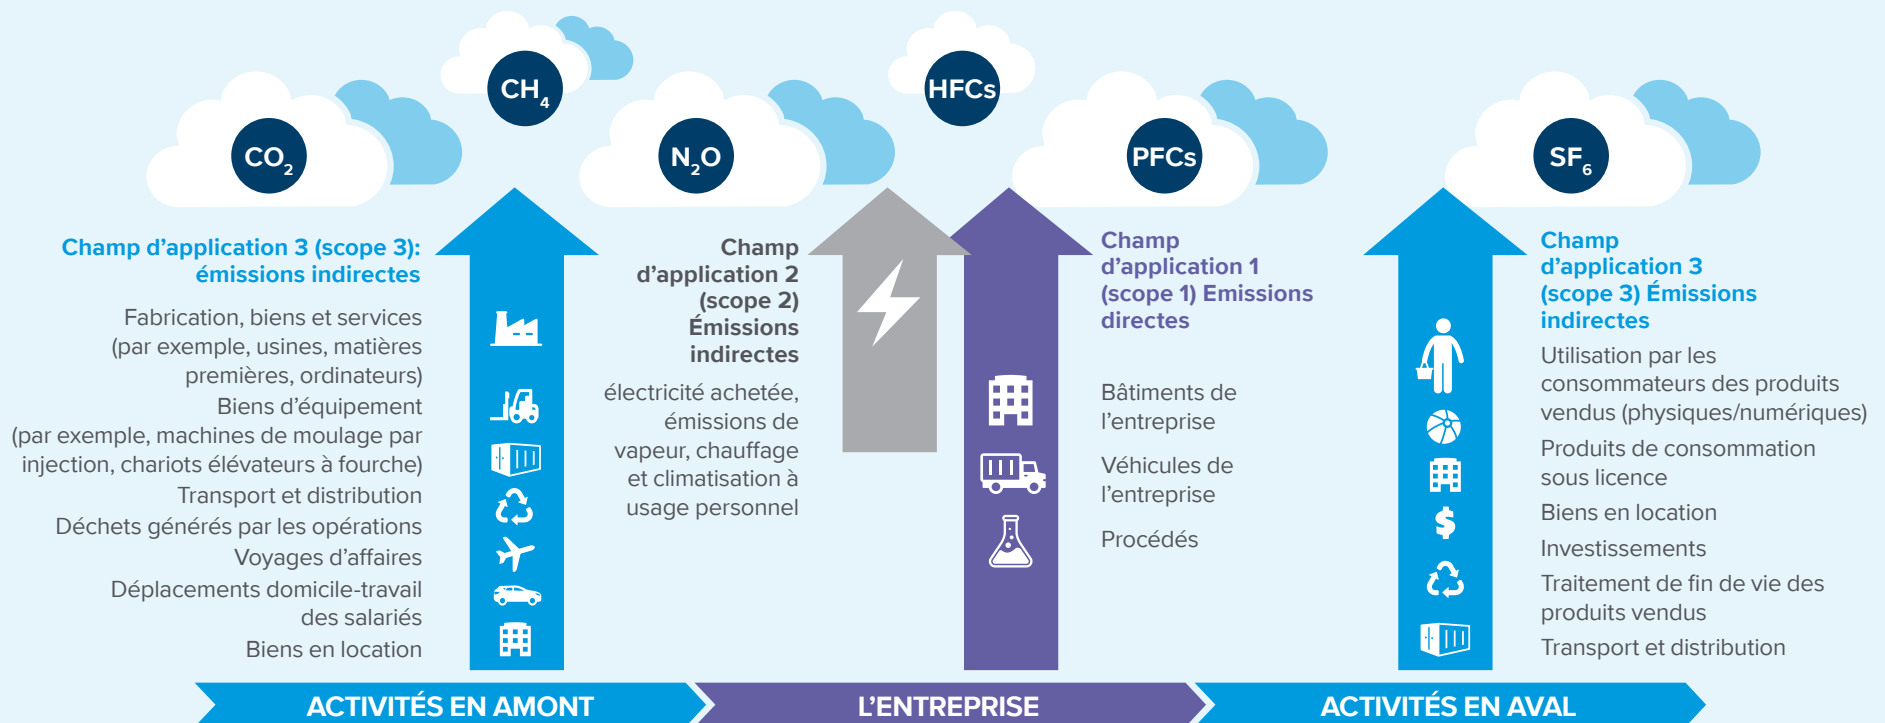 CO2
CH4
N2O
HFCs
PFCs
SF6
Champ d'application 3 (scope 3):
émissions indirectes
Fabrication, biens et services
(par exemple, usines, matières
premières, ordinateurs)
Biens d'équipement
(par exemple, machines de moulage par
injection, chariots élévateurs à fourche)
Transport et distribution
Déchets générés par les opérations
Voyages d'affaires
Déplacements domicile-travail
des salariés
Biens en location
Champ
d'application 2
(scope 2)
Émissions
indirectes
électricité achetée,
émissions de
vapeur, chauffage
et climatisation à
usage personnel
Champ
d'application 1
(scope 1) Emissions
directes
Bâtiments de
l'entreprise
Véhicules de
l'entreprise
Procédés
Champ
d'application 3
(scope 3) Émissions
indirectes
Utilisation par les
consommateurs des produits
vendus (physiques/numériques)
Produits de consommation
sous licence
Biens en location
Investissements
Traitement de fin de vie des
produits vendus
Transport et distribution
$
ACTIVITÉS EN AMONT
L'ENTREPRISE
ACTIVITÉS EN AVAL